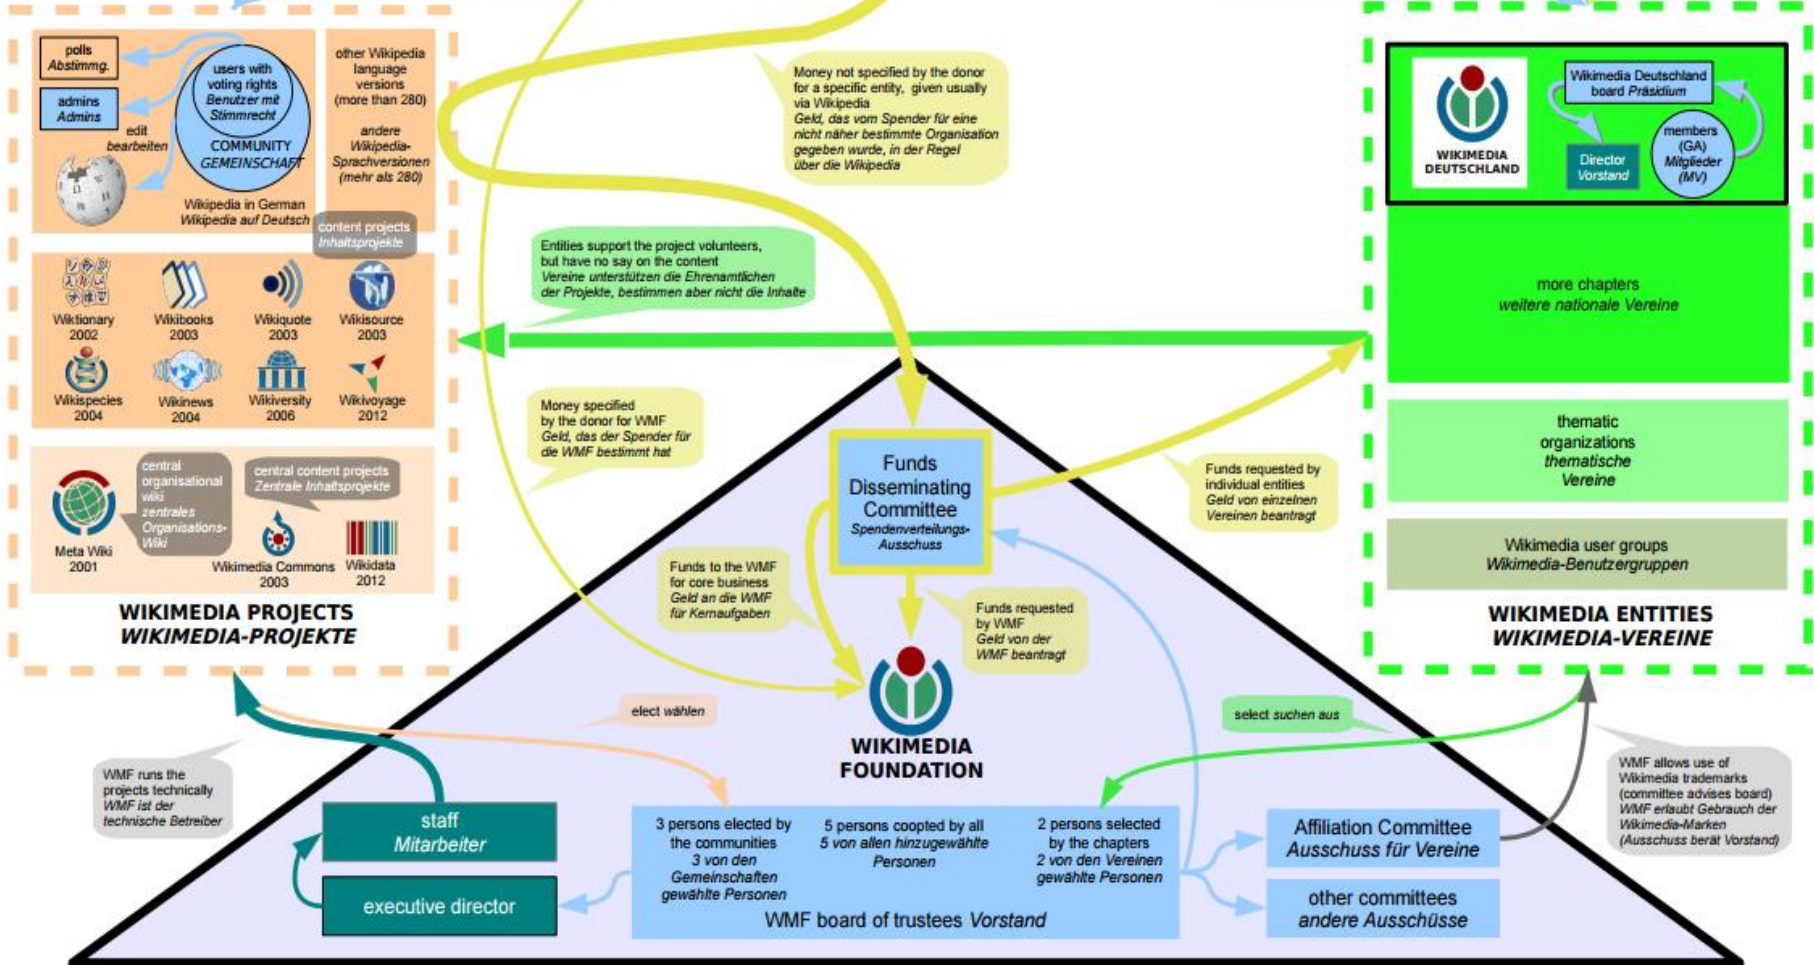 polls
Abstimmg.
admins
Admins
edit
bearbeiten
users with
voting rights
Benutzer mit
Stimmrecht
COMMUNITY
GEMEINSCHAFT
Wikipedia in German
Wikipedia auf Deutsch
other Wikipedia
language
versions
(more than 280)
andere
Wikipedia-
Sprachversionen
(mehr als 280)
content projects
Inhaltsprojekte
Wiktionary
2002
Wikibooks
2003
Wikiquote
2003
Wikisource
2003
Wikispecies
2004
Wikinews
2004
Wikiversity
2006
Wikivoyage
2012
central
organisational
wiki
zentrales
Organisations-
Wiki
central content projects
Zentrale Inhaltsprojekte
Meta Wiki
2001
Wikimedia Commons
2003
Wikidata
2012
WIKIMEDIA PROJECTS
WIKIMEDIA-PROJEKTE
Money not specified by the donor
for a specific entity, given usually
via Wikipedia
Geld, das vom Spender für eine
nicht näher bestimmte Organisation
gegeben wurde, in der Regel
über die Wikipedia
Entities support the project volunteers,
but have no say on the content
Vereine unterstützen die Ehrenamtlichen
der Projekte, bestimmen aber nicht die Inhalte
Money specified
by the donor for WMF
Geld, das der Spender für
die WMF bestimmt hat
Funds
Disseminating
Committee
Spendenverteilungs-
Ausschuss
Funds requested by
individual entities
Geld von einzelnen
Vereinen beantragt
Funds to the WMF
for core business
Geld an die WMF
für Kernaufgaben
Funds requested
by WMF
Geld von der
WMF beantragt
WIKIMEDIA
DEUTSCHLAND
Wikimedia Deutschland
board Präsidium
Director
Vorstand
members
(GA)
Mitglieder
(MV)
more chapters
weitere nationale Vereine
thematic
organizations
thematische
Vereine
Wikimedia user groups
Wikimedia-Benutzergruppen
WIKIMEDIA ENTITIES
WIKIMEDIA-VEREINE
elect wählen
select suchen aus
WIKIMEDIA
FOUNDATION
WMF runs the
projects technically
WMF ist der
technische Betreiber
staff
Mitarbeiter
executive director
3 persons elected by
the communities
3 von den
Gemeinschaften
gewählte Personen
5 persons coopted by all
5 von allen hinzugewählte
Personen
2 persons selected
by the chapters
2 von den Vereinen
gewählte Personen
WMF board of trustees Vorstand
Affiliation Committee
Ausschuss für Vereine
other committees
andere Ausschüsse
WMF allows use of
Wikimedia trademarks
(committee advises board)
WMF erlaubt Gebrauch der
Wikimedia-Marken
(Ausschuss berät Vorstand)